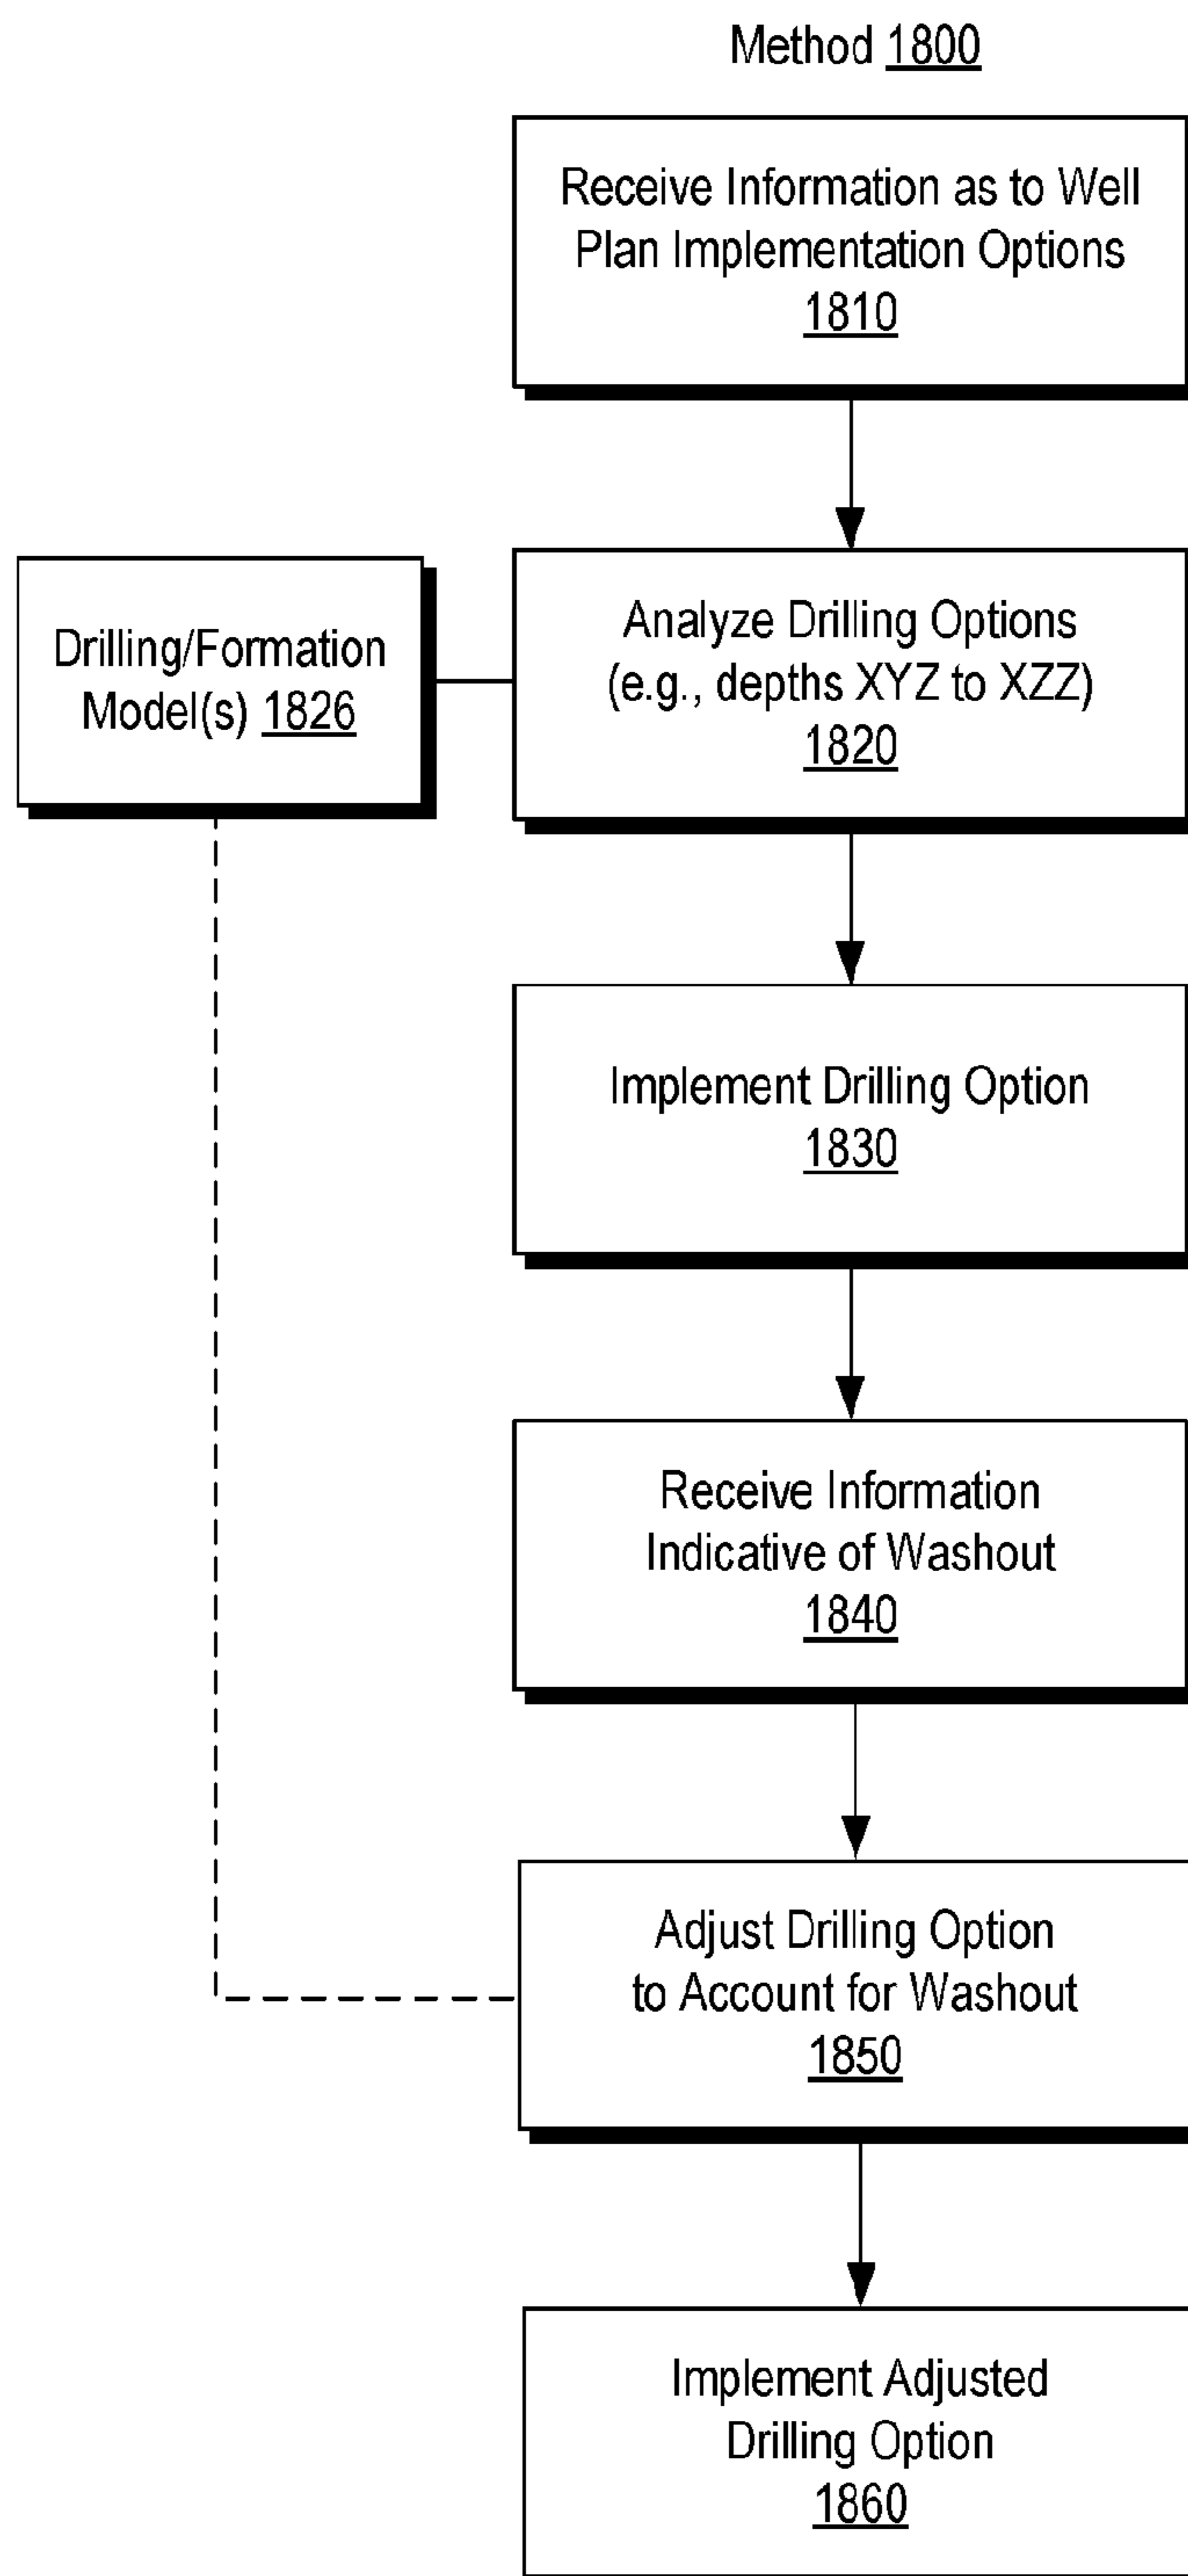 Method 1800
Receive Information as to Well
Plan Implementation Options
1810
Analyze Drilling Options
(e.g., depths XYZ to XZZ)
1820
Drilling/Formation
Model(s) 1826
Implement Drilling Option
1830
Receive Information
Indicative of Washout
1840
Adjust Drilling Option
to Account for Washout
1850
Implement Adjusted
Drilling Option
1860